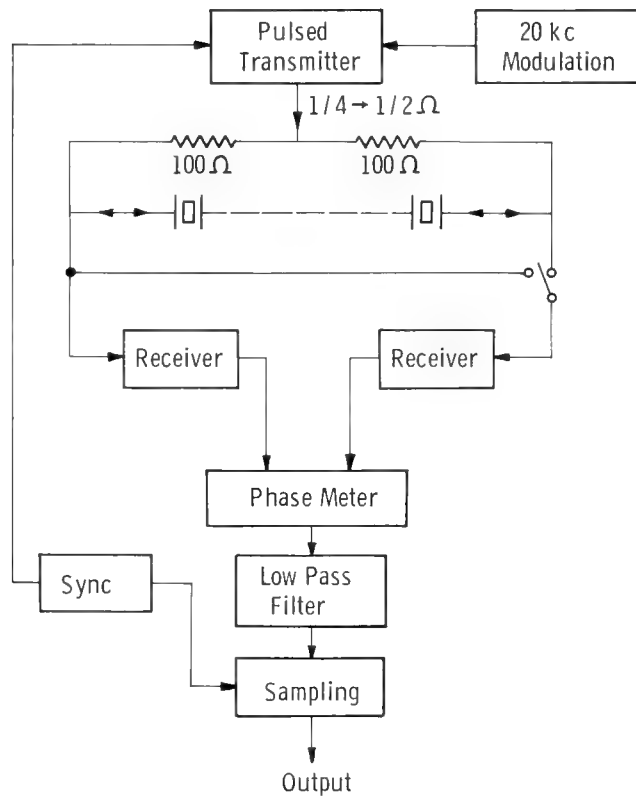 Pulsed
Transmitter
20 kc
Modulation
1/4 → 1/2 Ω
100 Ω
100 Ω
Receiver
Receiver
Phase Meter
Sync
Low Pass
Filter
Sampling
Output